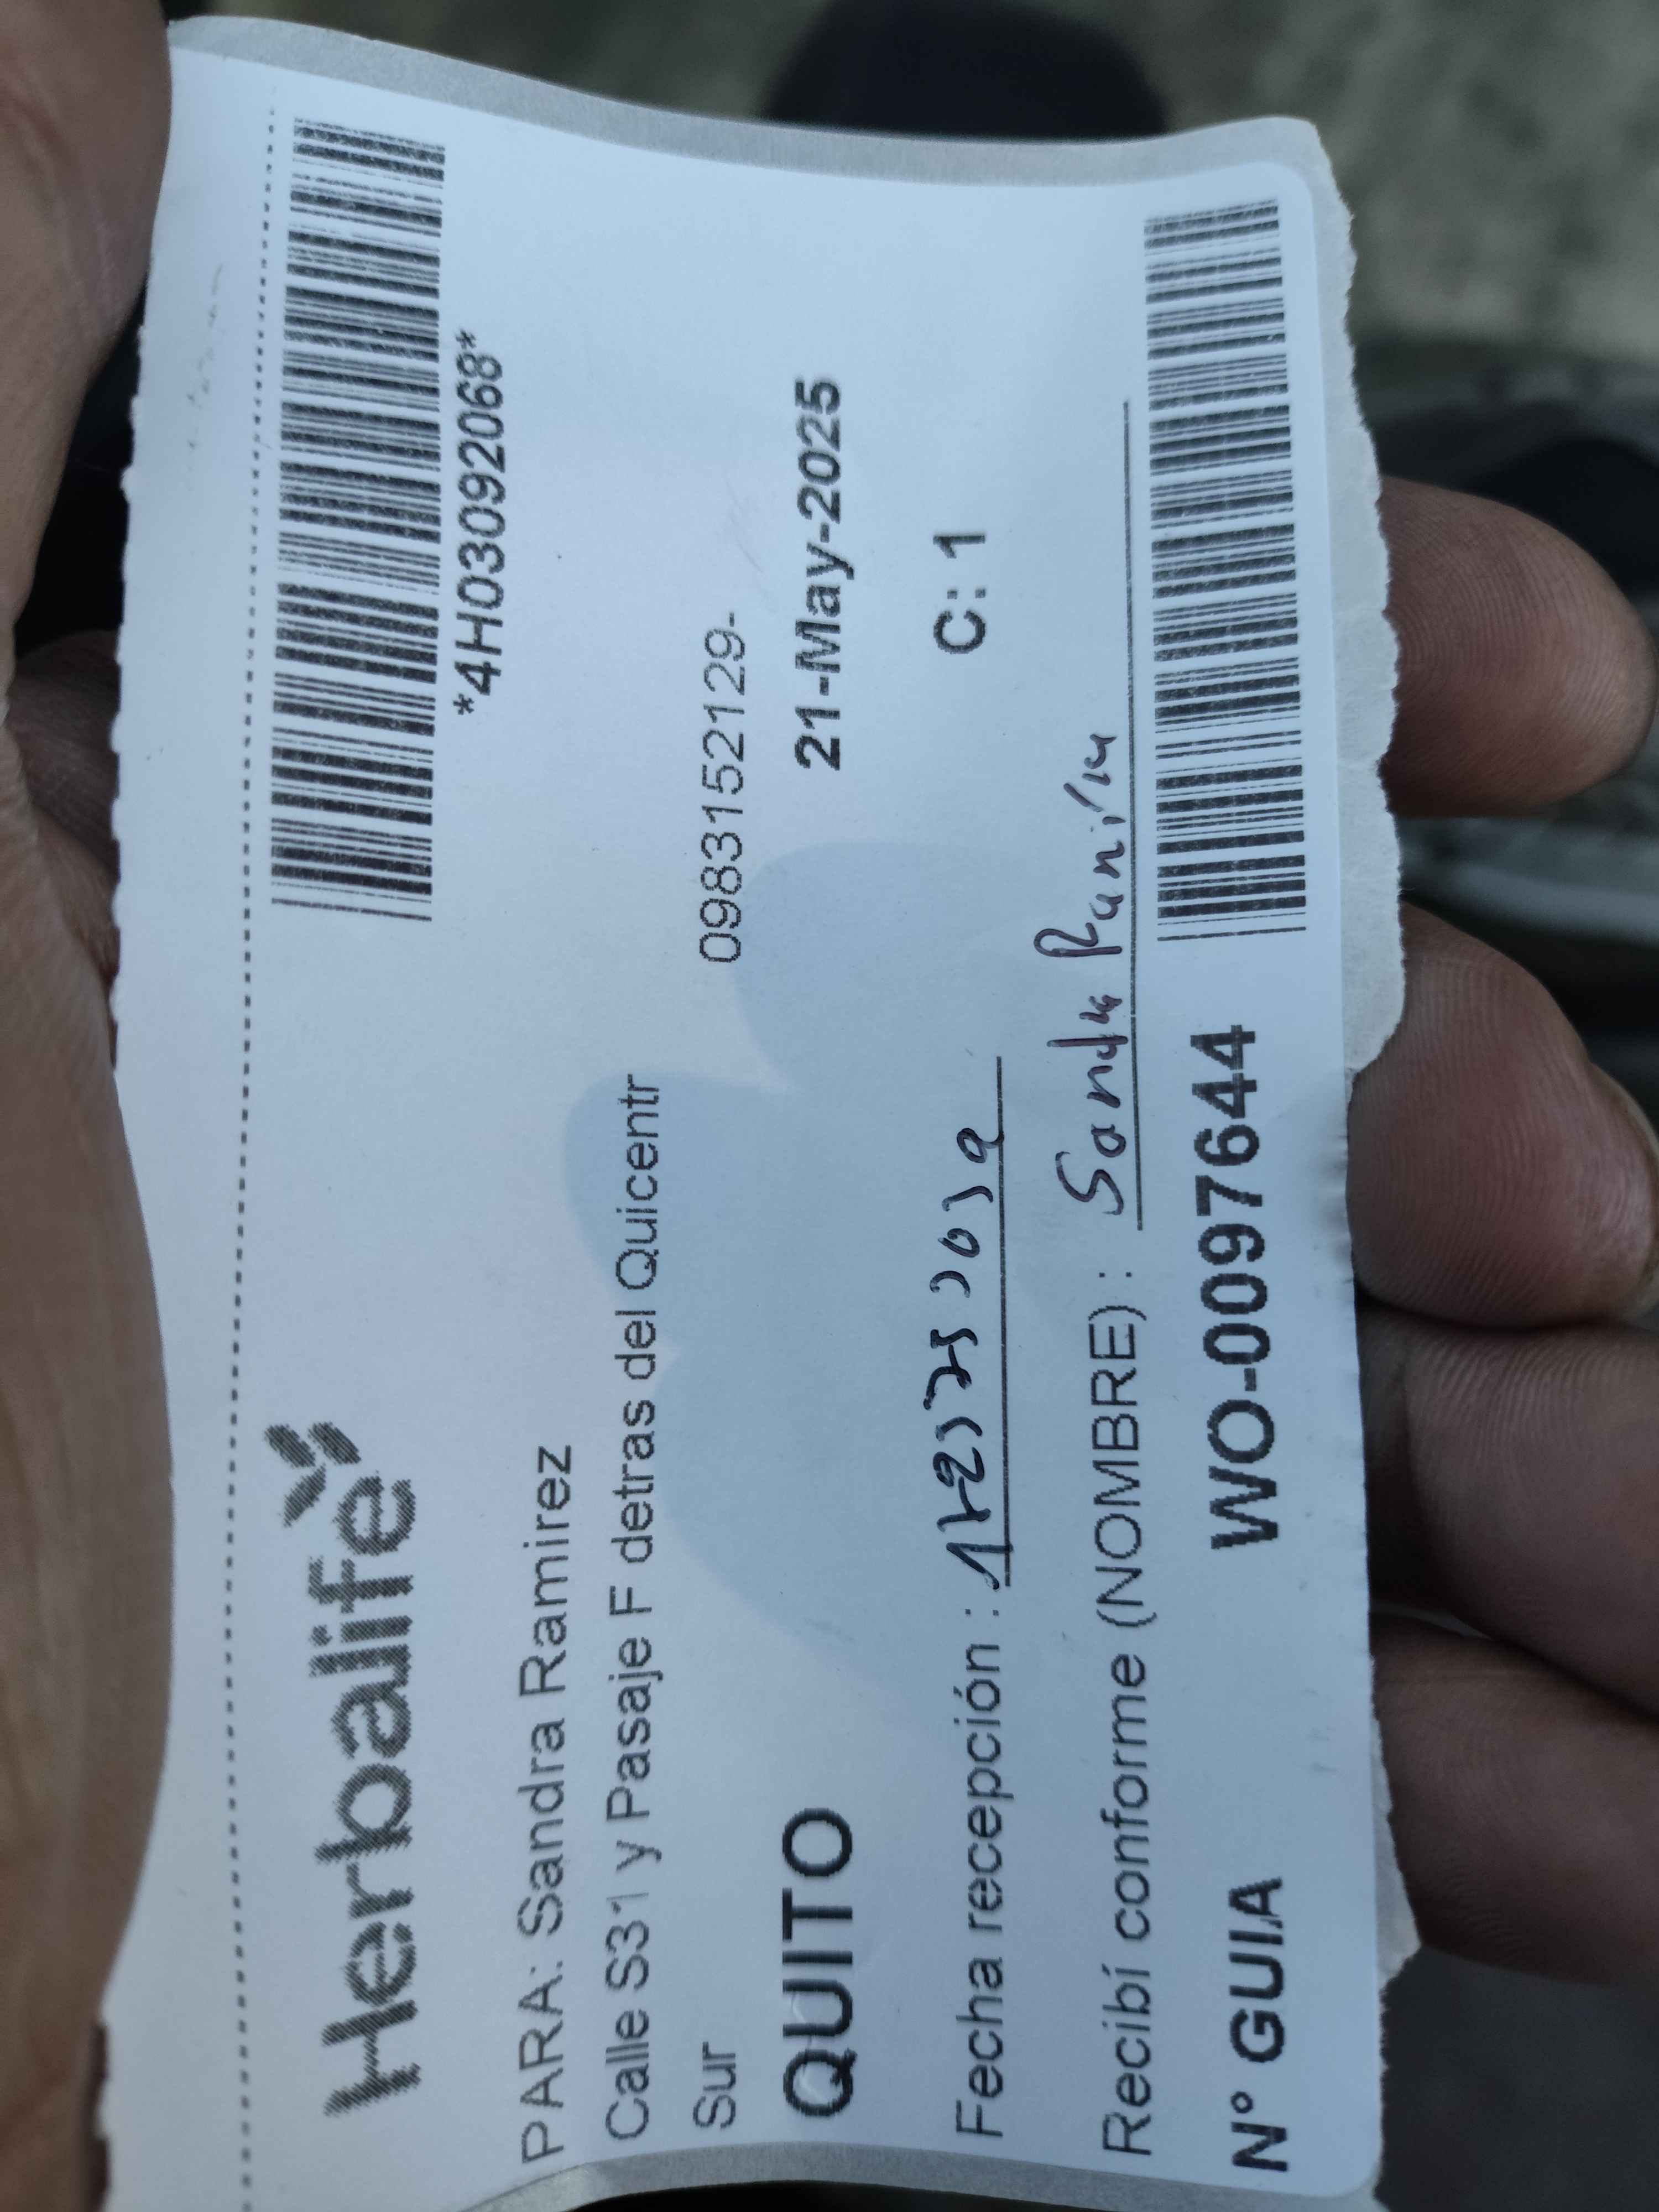 Herbalife
*4H03092068*
PARA: Sandra Ramirez
Calle S31 y Pasaje F detras del Quicentr
Sur 0983152129-
QUITO 21-May-2025
Fecha recepción : C: 1
Recibí conforme (NOMBRE) : Sandra Ramírez
N° GUIA WO-0097644